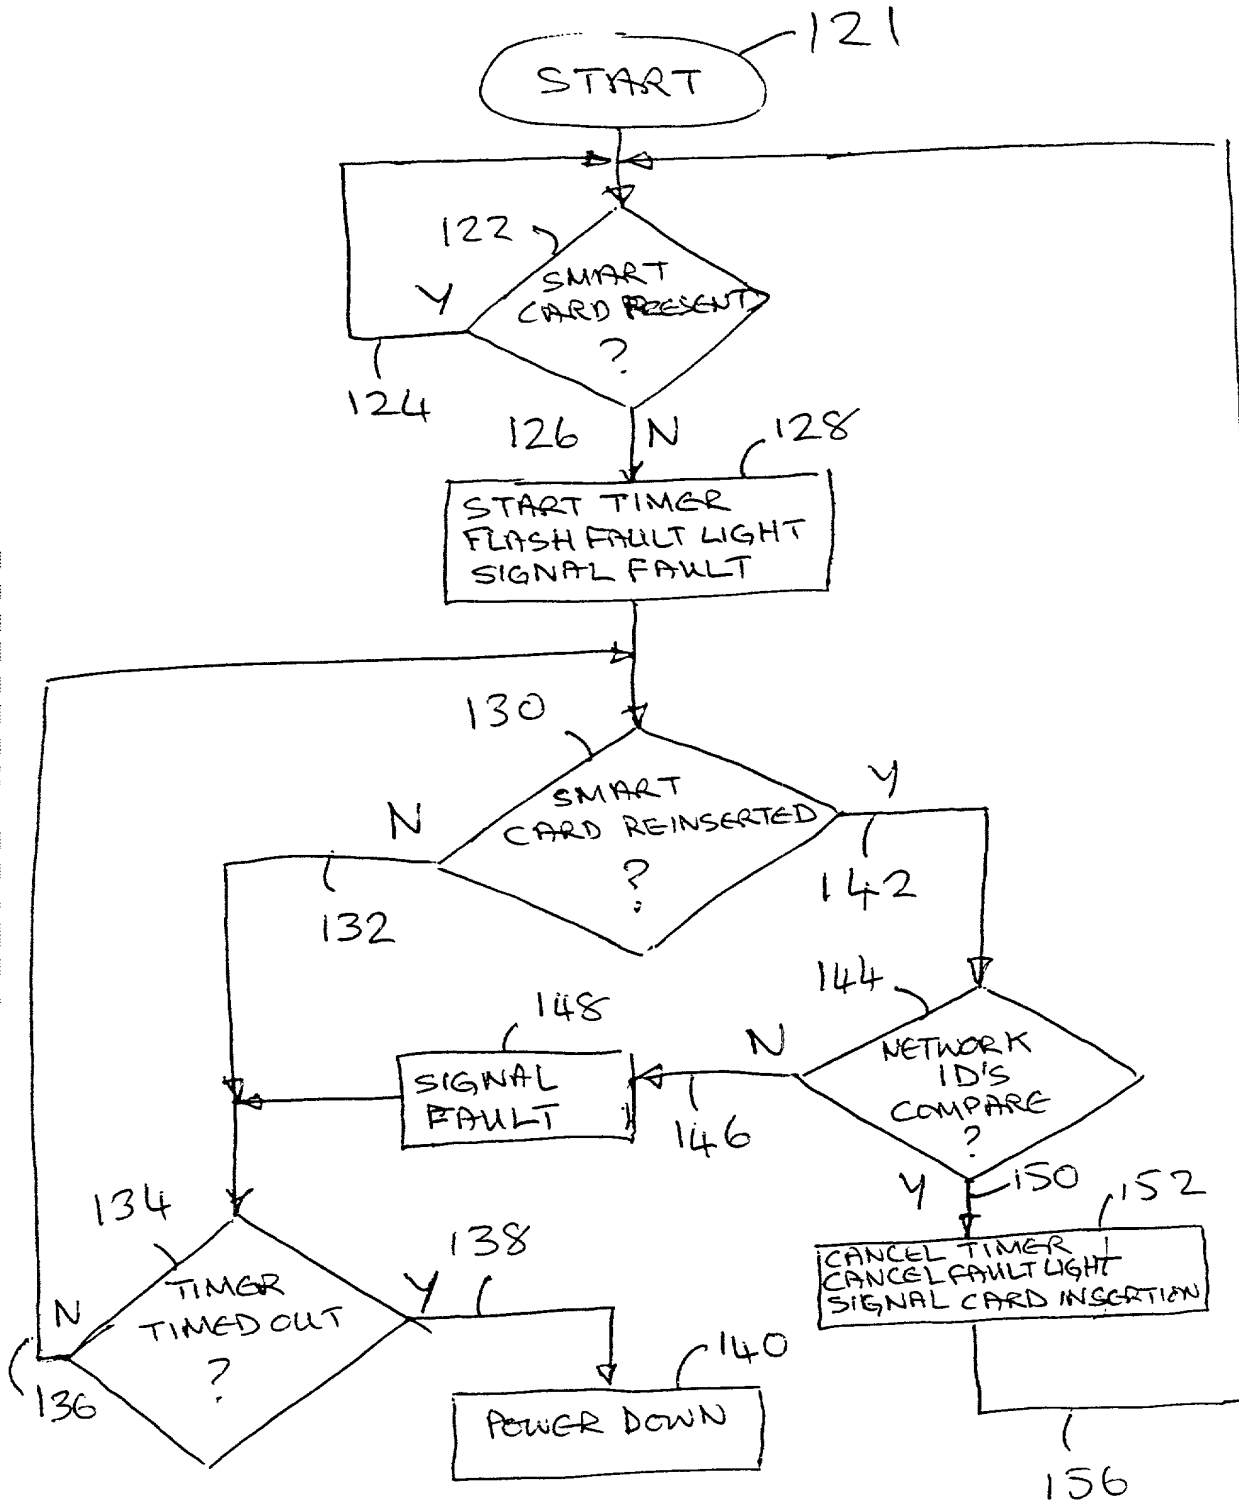 121
START
122
SMART
CARD PRESENT
?
Y
124
126
N
128
START TIMER
FLASH FAULT LIGHT
SIGNAL FAULT
130
SMART
CARD REINSERTED
?
N
Y
132
142
144
NETWORK
ID'S
COMPARE
?
N
146
148
SIGNAL
FAULT
Y
150
152
CANCEL TIMER
CANCEL FAULT LIGHT
SIGNAL CARD INSERTION
134
TIMER
TIMED OUT
?
N
136
Y
138
140
POWER DOWN
156